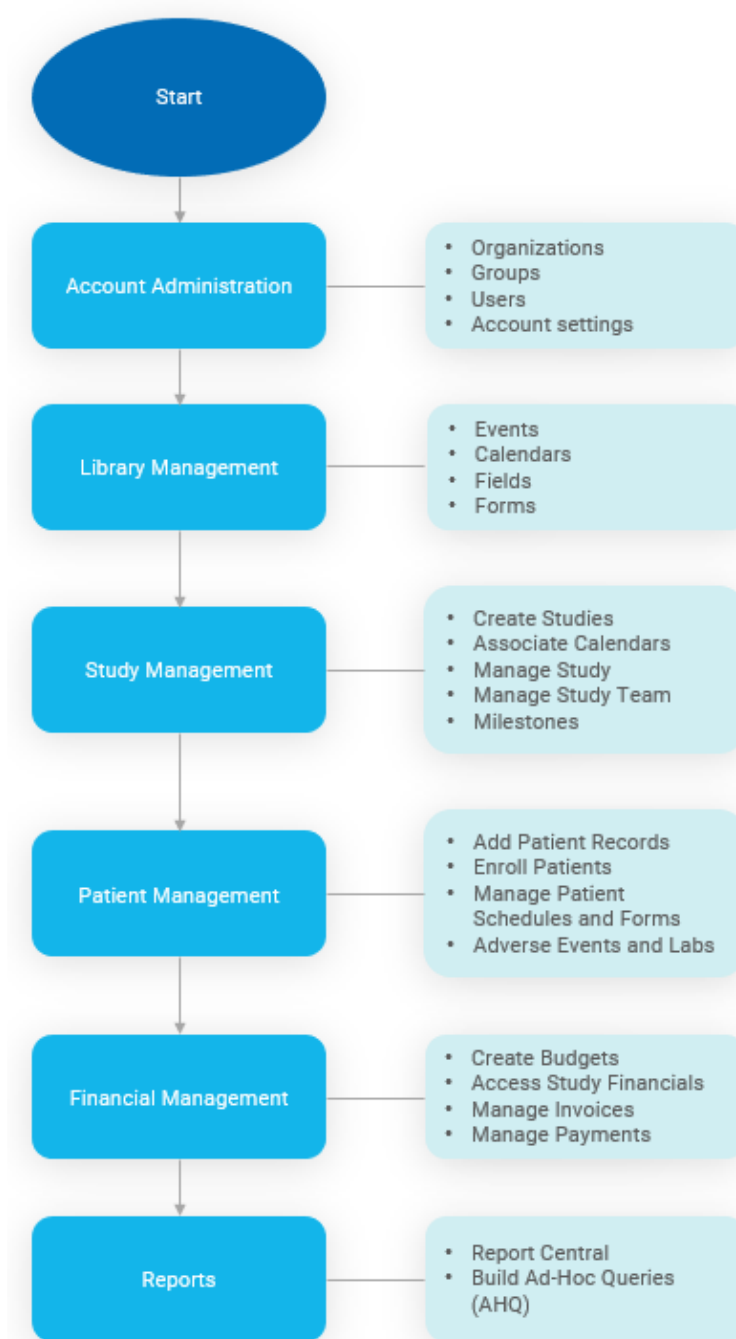 Start
Account Administration
• Organizations
• Groups
• Users
• Account settings
Library Management
• Events
• Calendars
• Fields
• Forms
Study Management
• Create Studies
• Associate Calendars
• Manage Study
• Manage Study Team
• Milestones
Patient Management
• Add Patient Records
• Enroll Patients
• Manage Patient
Schedules and Forms
• Adverse Events and Labs
Financial Management
• Create Budgets
• Access Study Financials
• Manage Invoices
• Manage Payments
Reports
• Report Central
• Build Ad-Hoc Queries
(AHQ)